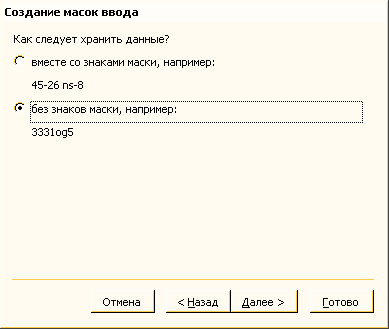 Создание масок ввода
Как следует хранить данные?
вместе со знаками маски, например:
45-26 ns-8
без знаков маски, например:
3331og5
Отмена
< Назад
Далее >
Готово